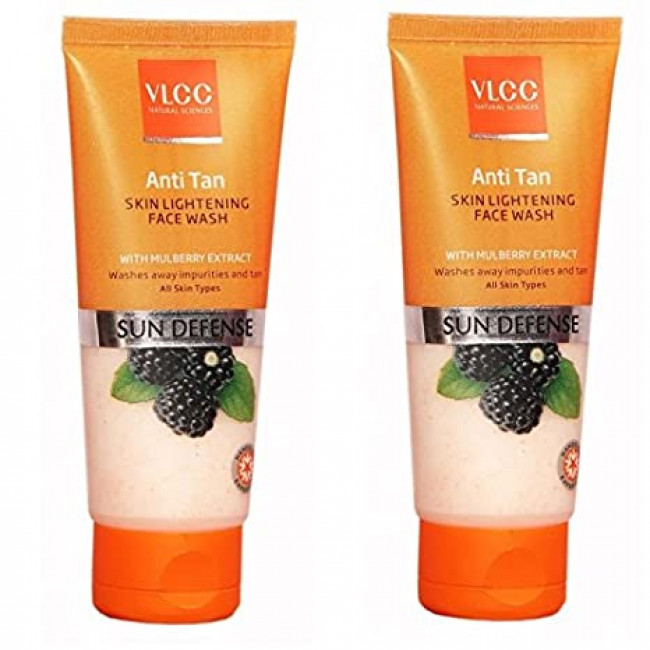 VLCC
NATURAL SCIENCES
Anti Tan
SKIN LIGHTENING
FACE WASH
WITH MULBERRY EXTRACT
Washes away impurities and tan
All Skin Types
SUN DEFENSE
VLCC
NATURAL SCIENCES
Anti Tan
SKIN LIGHTENING
FACE WASH
WITH MULBERRY EXTRACT
Washes away impurities and tan
All Skin Types
SUN DEFENSE